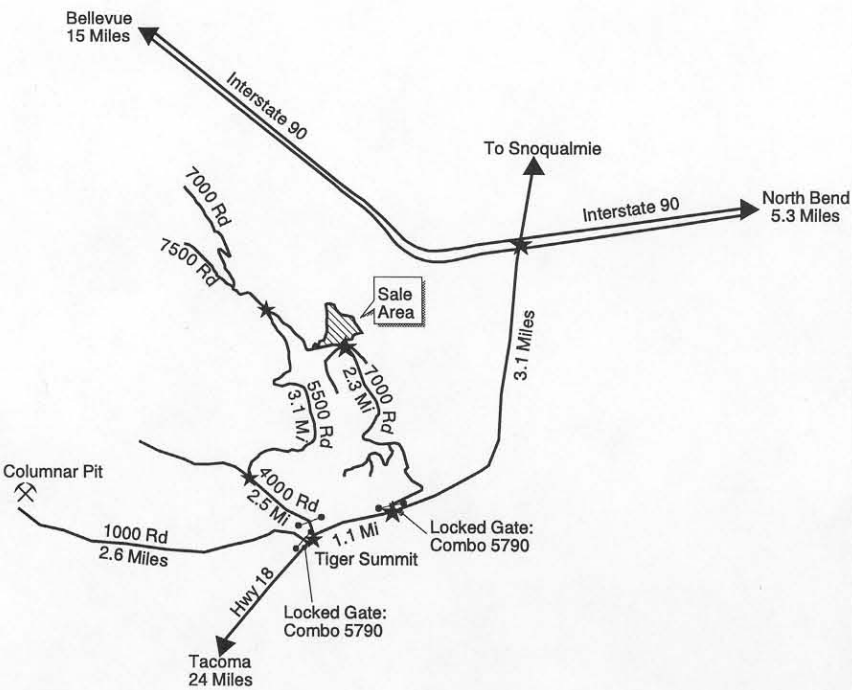 Bellevue
15 Miles
Interstate 90
To Snoqualmie
North Bend
5.3 Miles
Interstate 90
7000 Rd
7500 Rd
Sale
Area
3.1 Miles
7000 Rd
2.3 Mi
5500 Rd
3.1 Mi
Columnar Pit
4000 Rd
2.5 Mi
1000 Rd
2.6 Miles
1.1 Mi
Locked Gate:
Combo 5790
Tiger Summit
Hwy 18
Locked Gate:
Combo 5790
Tacoma
24 Miles